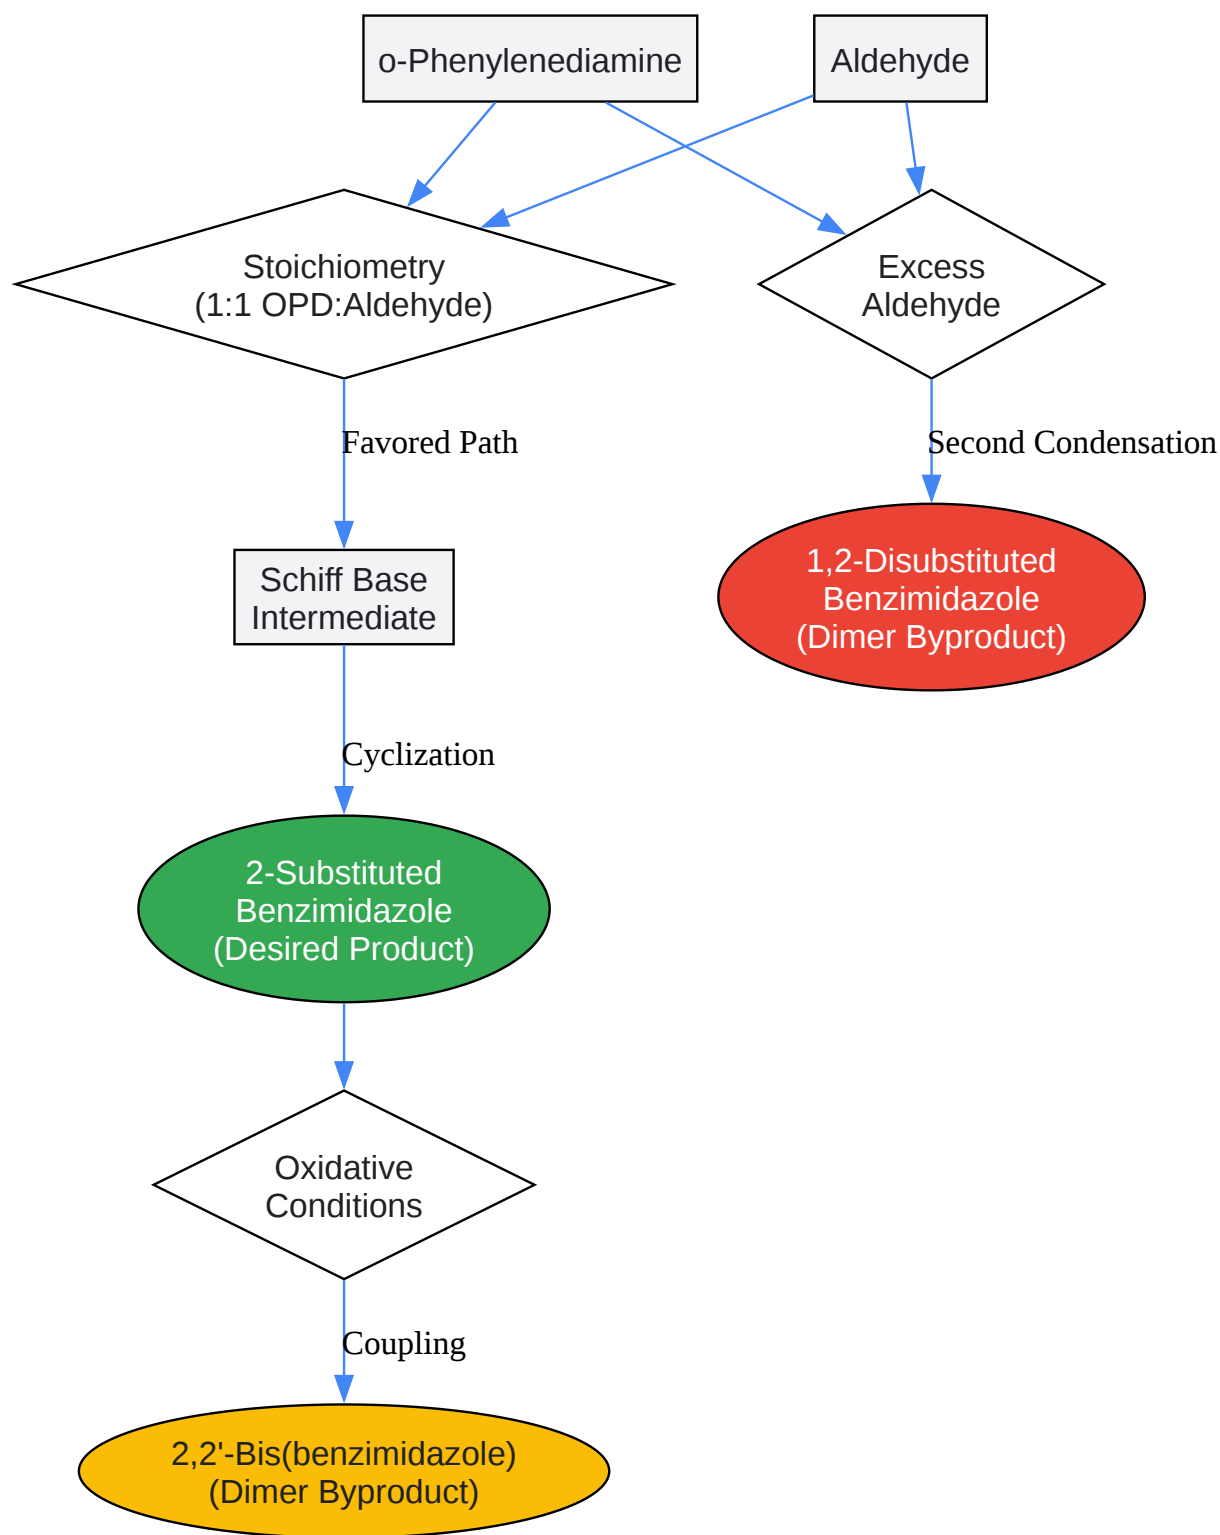 o-Phenylenediamine
Aldehyde
Stoichiometry
(1:1 OPD:Aldehyde)
Excess
Aldehyde
Favored Path
Second Condensation
Schiff Base
Intermediate
1,2-Disubstituted
Benzimidazole
(Dimer Byproduct)
Cyclization
2-Substituted
Benzimidazole
(Desired Product)
Oxidative
Conditions
Coupling
2,2'-Bis(benzimidazole)
(Dimer Byproduct)